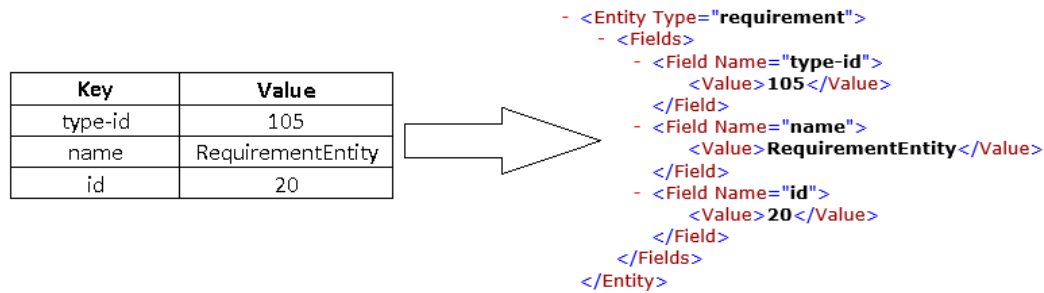 Key Value
type-id 105
name RequirementEntity
id 20
- <Entity Type="requirement">
- <Fields>
- <Field Name="type-id">
<Value>105</Value>
</Field>
- <Field Name="name">
<Value>RequirementEntity</Value>
</Field>
- <Field Name="id">
<Value>20</Value>
</Field>
</Fields>
</Entity>